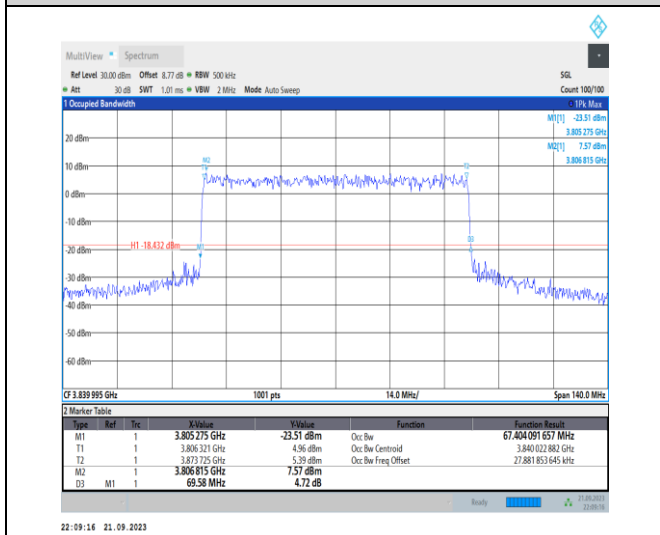 MultiView Spectrum
Ref Level 30.00 dBm Offset 8.77 dB RBW 500 kHz SGL
Att 30 dB SWT 1.01 ms VBW 2 MHz Mode Auto Sweep Count 100/100
1 Occupied Bandwidth 1Pk Max
M1[1] -23.51 dBm
3.805 275 GHz
M2[1] 7.57 dBm
3.806 815 GHz
20 dBm
M2
10 dBm
T1 T2
0 dBm
-10 dBm
H1 -18.432 dBm
M1 D3
-20 dBm
-30 dBm
-40 dBm
-50 dBm
-60 dBm
CF 3.839 995 GHz 1001 pts 14.0 MHz/ Span 140.0 MHz
2 Marker Table
Type Ref Trc X-Value Y-Value Function Function Result
M1 1 3.805 275 GHz -23.51 dBm Occ Bw 67.404 091 657 MHz
T1 1 3.806 321 GHz 4.96 dBm Occ Bw Centroid 3.840 022 882 GHz
T2 1 3.873 725 GHz 5.39 dBm Occ Bw Freq Offset 27.881 853 645 kHz
M2 1 3.806 815 GHz 7.57 dBm
D3 M1 1 69.58 MHz 4.72 dB
Ready 21.09.2023
22:09:16
22:09:16 21.09.2023